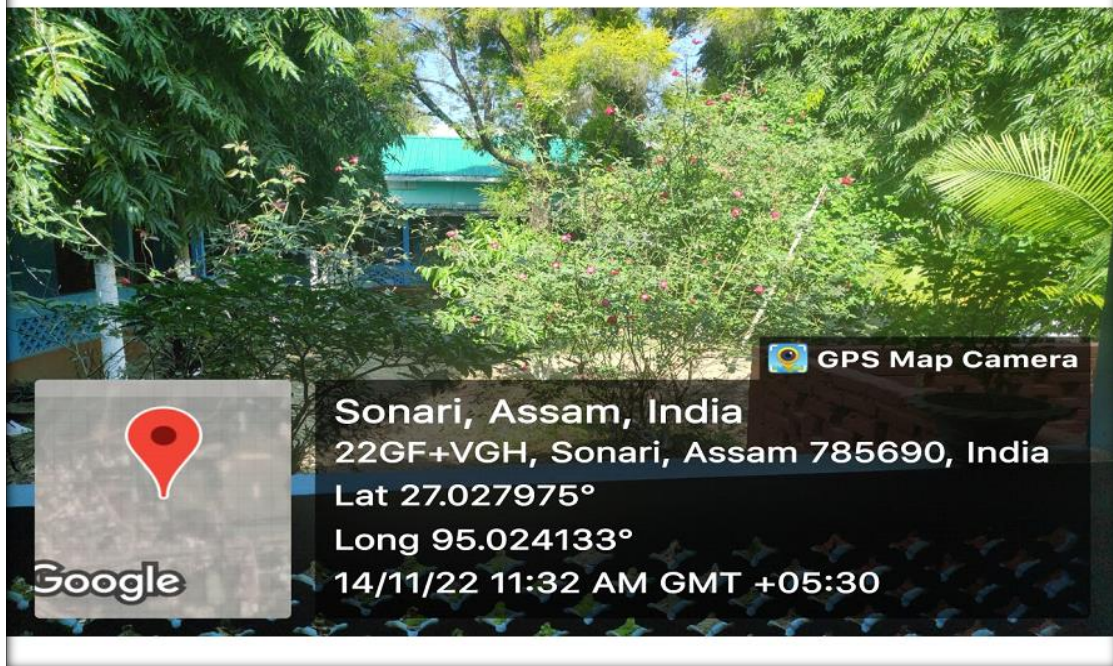 GPS Map Camera
Sonari, Assam, India
22GF+VGH, Sonari, Assam 785690, India
Lat 27.027975°
Long 95.024133°
14/11/22 11:32 AM GMT +05:30
Google